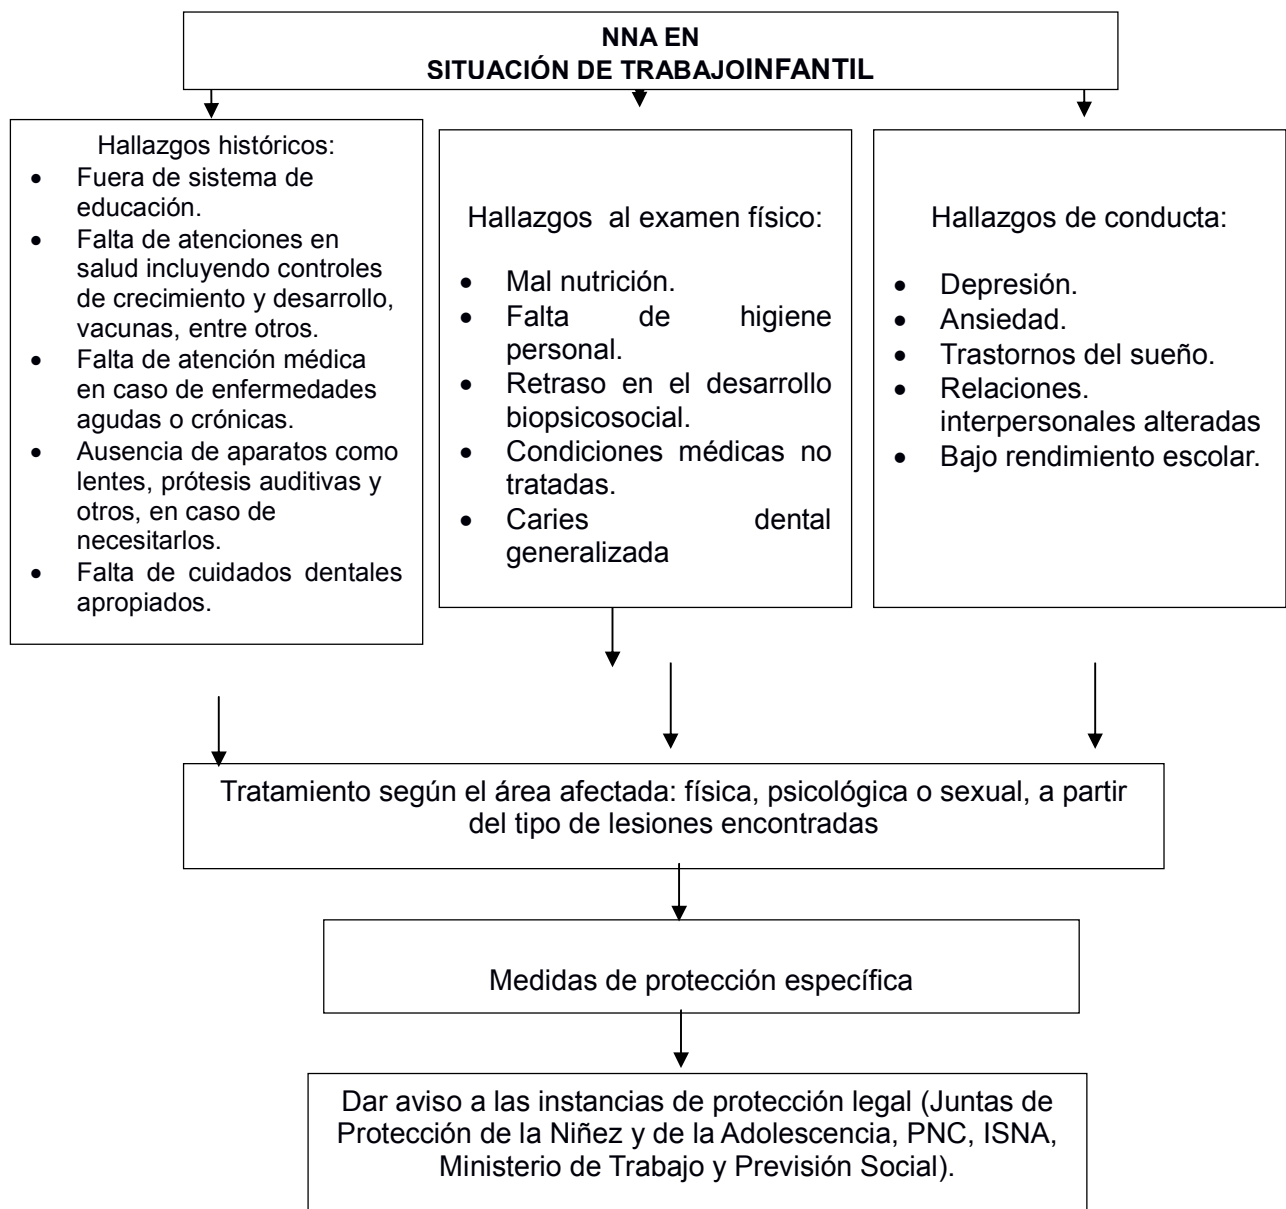 NNA EN
SITUACIÓN DE TRABAJOINFANTIL
Hallazgos históricos:
• Fuera de sistema de
educación.
• Falta de atenciones en
salud incluyendo controles
de crecimiento y desarrollo,
vacunas, entre otros.
• Falta de atención médica
en caso de enfermedades
agudas o crónicas.
• Ausencia de aparatos como
lentes, prótesis auditivas y
otros, en caso de
necesitarlos.
• Falta de cuidados dentales
apropiados.
Hallazgos al examen físico:
• Mal nutrición.
• Falta de higiene
personal.
• Retraso en el desarrollo
biopsicosocial.
• Condiciones médicas no
tratadas.
• Caries dental
generalizada
Hallazgos de conducta:
• Depresión.
• Ansiedad.
• Trastornos del sueño.
• Relaciones.
interpersonales alteradas
• Bajo rendimiento escolar.
Tratamiento según el área afectada: física, psicológica o sexual, a partir
del tipo de lesiones encontradas
Medidas de protección específica
Dar aviso a las instancias de protección legal (Juntas de
Protección de la Niñez y de la Adolescencia, PNC, ISNA,
Ministerio de Trabajo y Previsión Social).